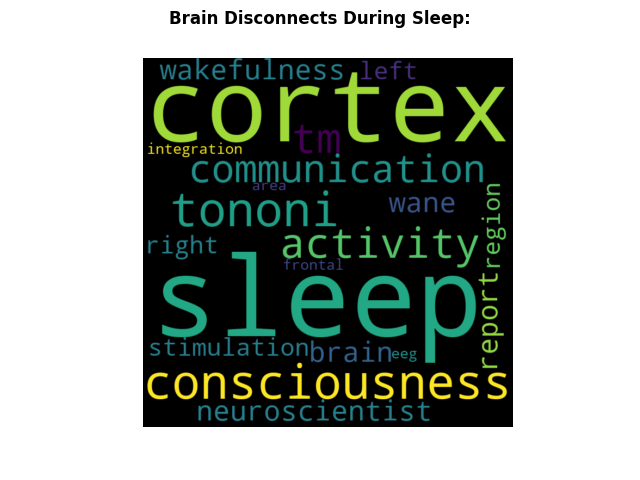 Brain Disconnects During Sleep:
wakefulness left
cortex
tm
integration
communication
area
tononi wane
region
right activity
frontal
sleep
report
stimulation brain eeg
consciousness
neuroscientist